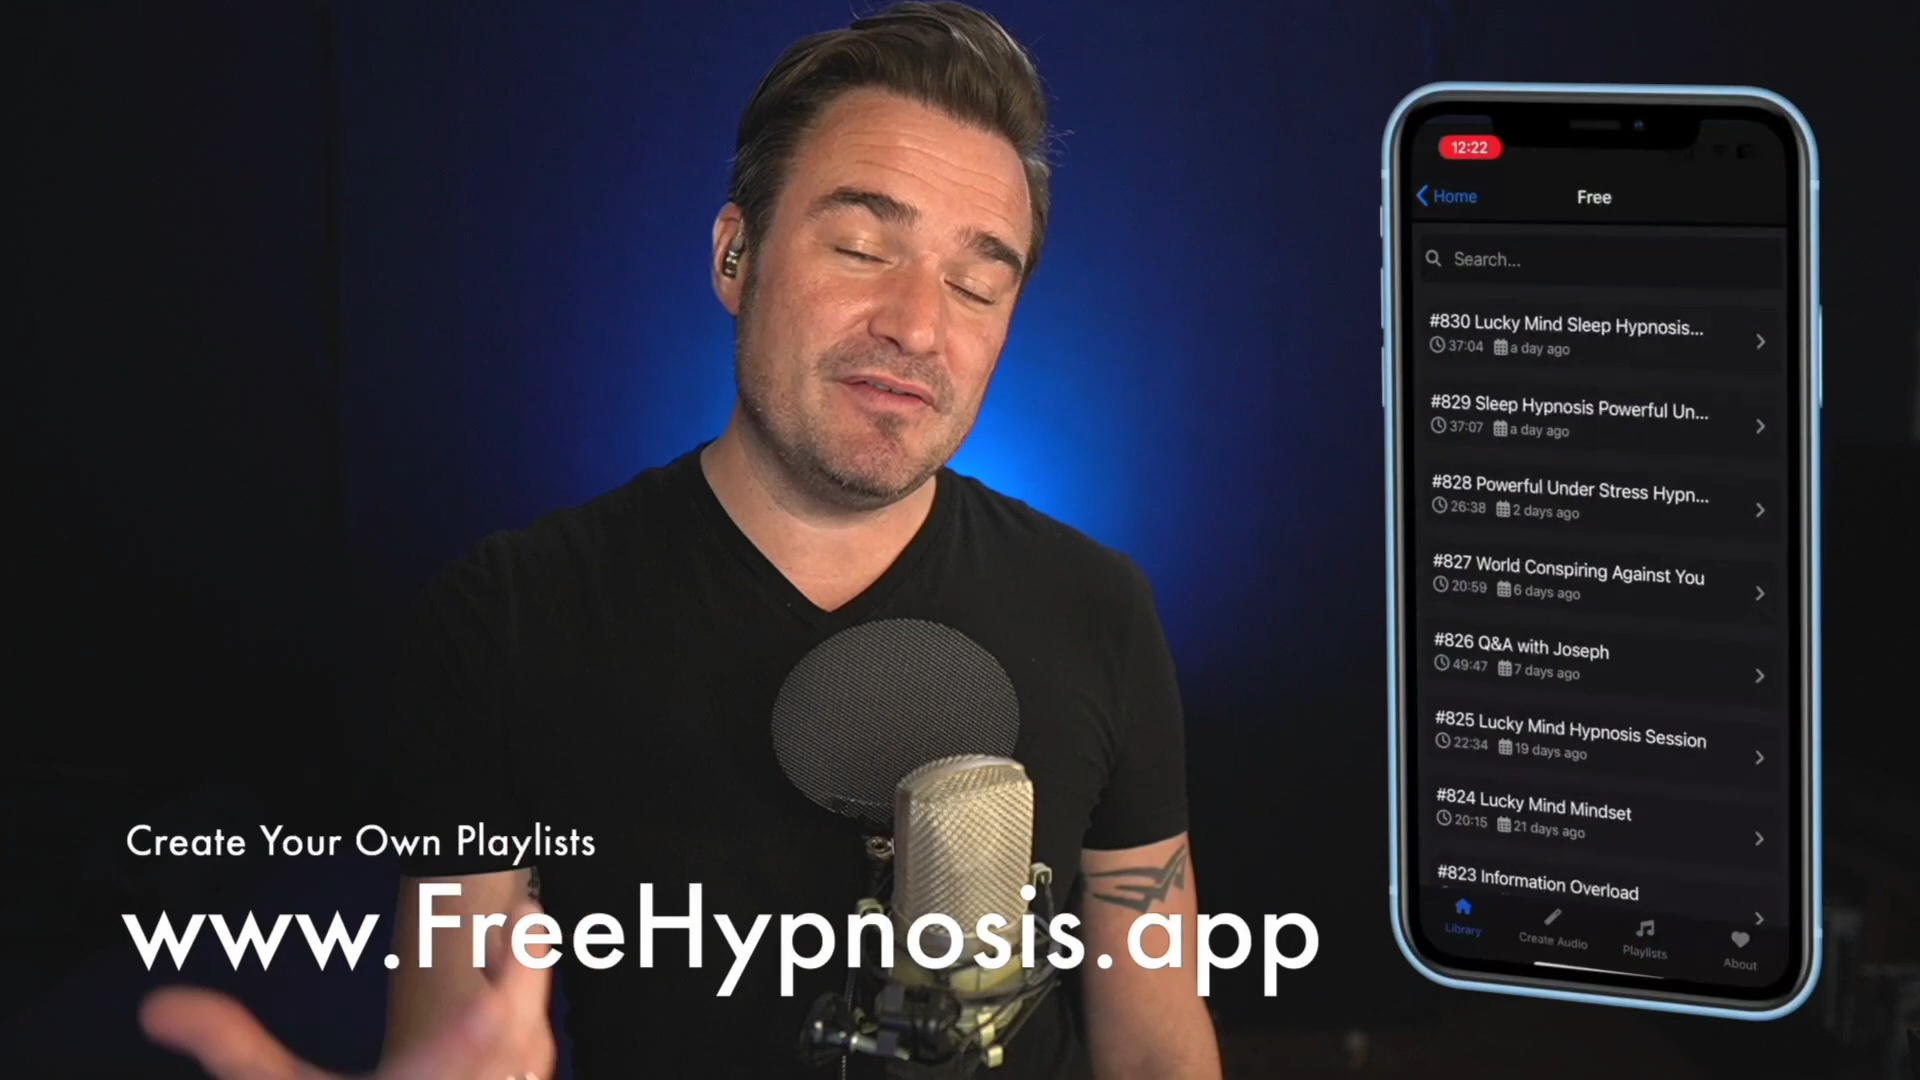 Create Your Own Playlists
www.FreeHypnosis.app
12:22
Home
Free
Search...
#830 Lucky Mind Sleep Hypnosis...
37:04 a day ago
#829 Sleep Hypnosis Powerful Un...
37:07 a day ago
#828 Powerful Under Stress Hypn...
26:38 2 days ago
#827 World Conspiring Against You
20:59 6 days ago
#826 Q&A with Joseph
49:47 7 days ago
#825 Lucky Mind Hypnosis Session
22:34 19 days ago
#824 Lucky Mind Mindset
20:15 21 days ago
#823 Information Overload
Library
Create Audio
Playlists
About